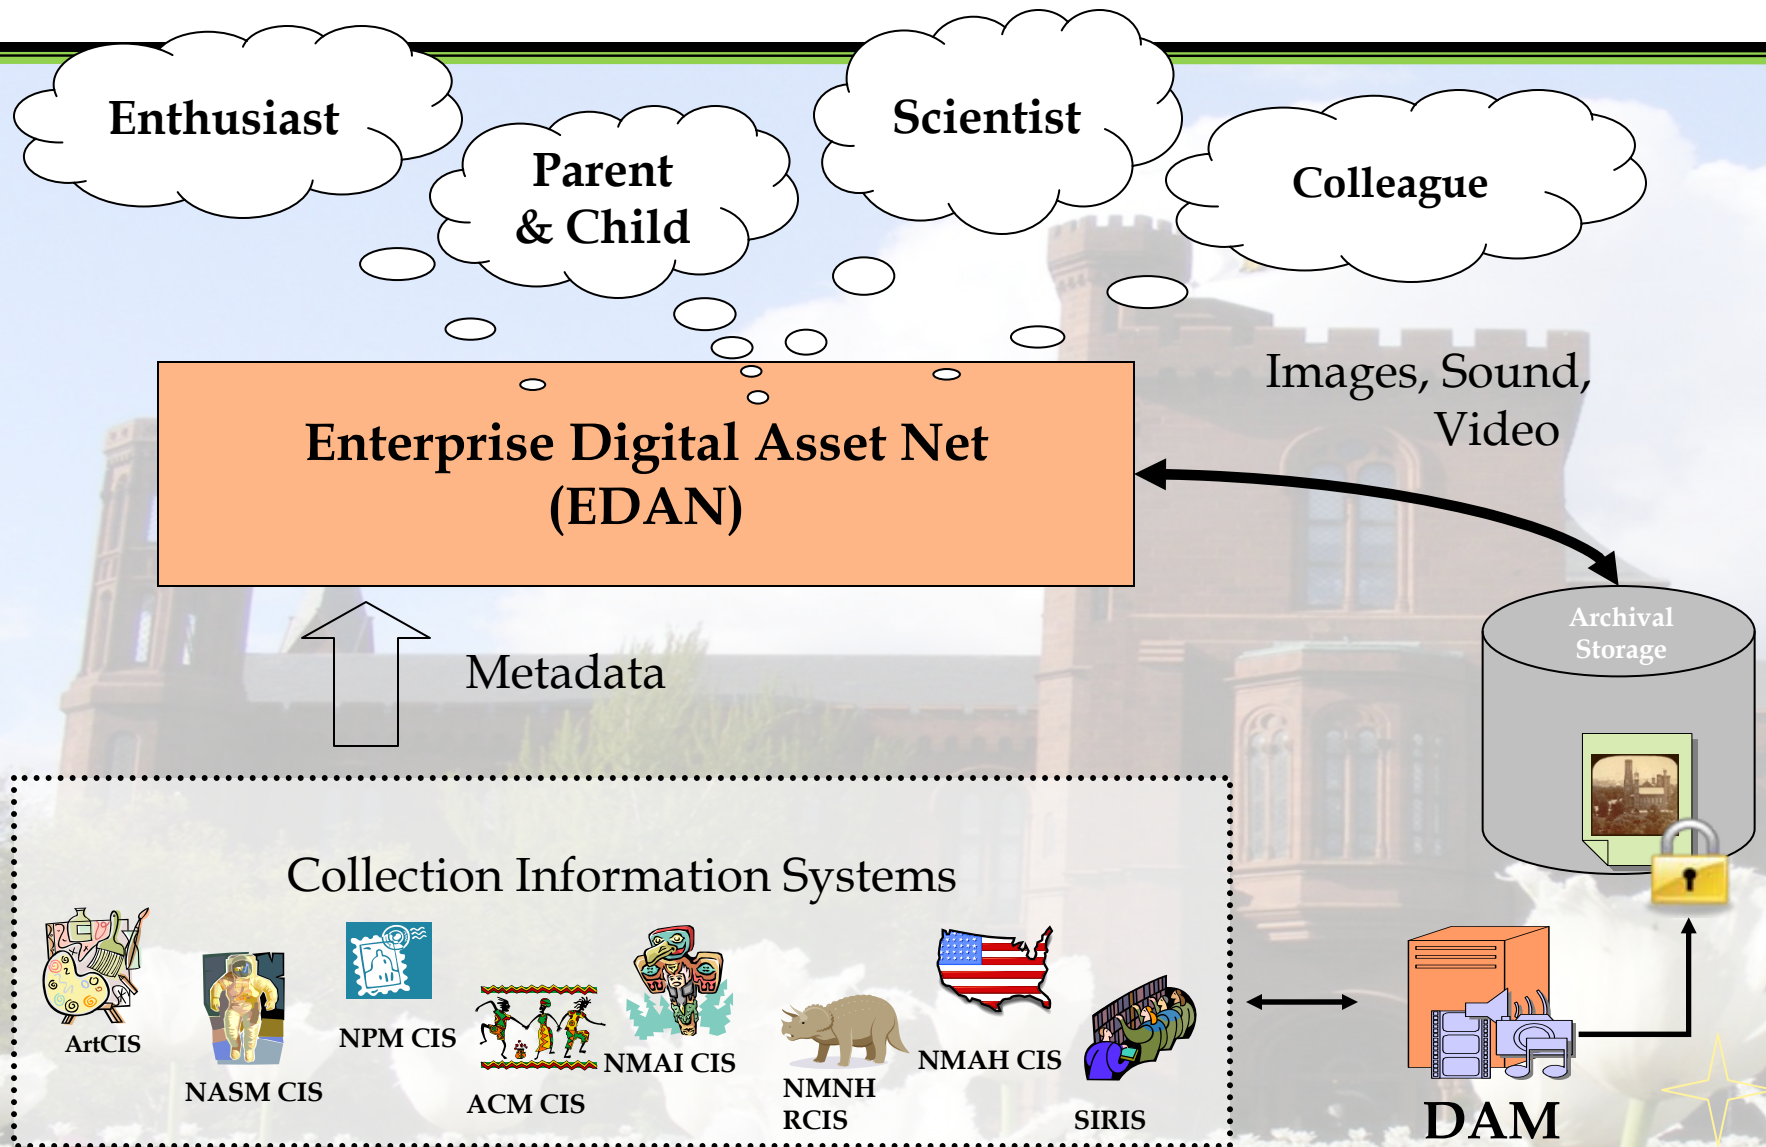 Enthusiast
Parent
& Child
Scientist
Colleague
Enterprise Digital Asset Net
(EDAN)
Images, Sound,
Video
Archival
Storage
Metadata
Collection Information Systems
ArtCIS
NASM CIS
NPM CIS
ACM CIS
NMAI CIS
NMNH
RCIS
NMAH CIS
SIRIS
DAM